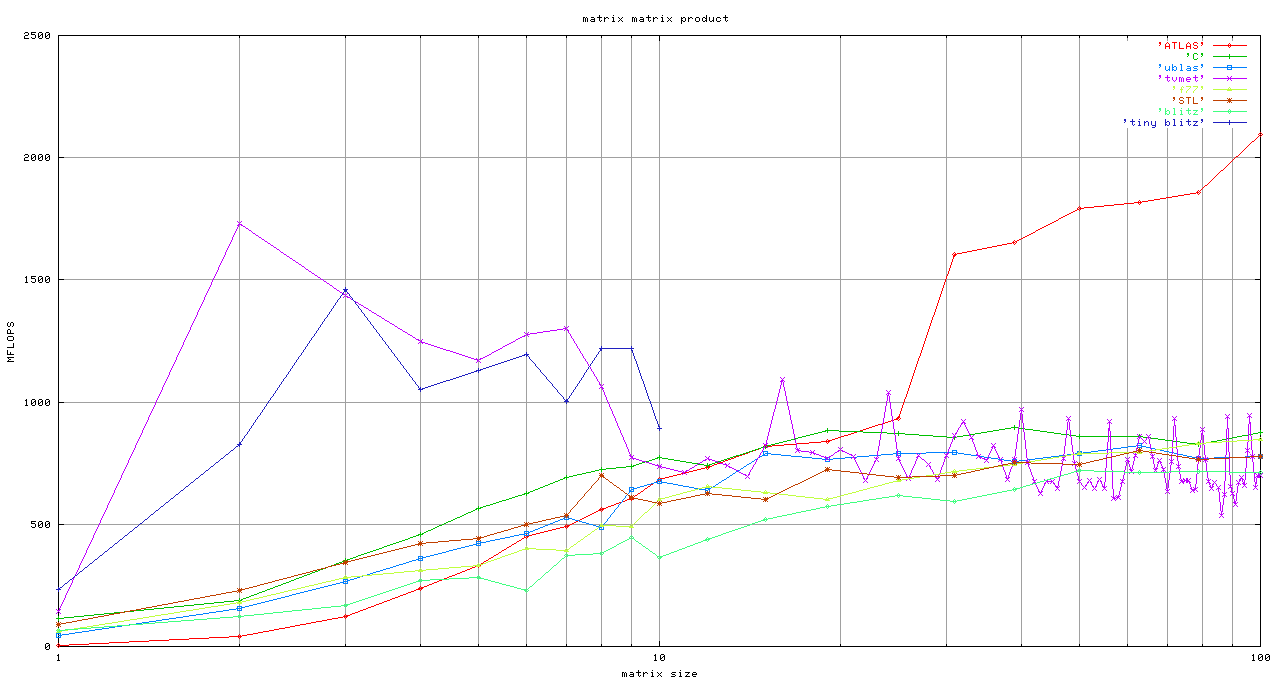 matrix matrix product
2500
2000
1500
1000
500
0
MFLOPS
'ATLAS'
'C'
'ublas'
'tvmet'
'STL'
'blitz'
'tiny blitz'
1
10
100
matrix size